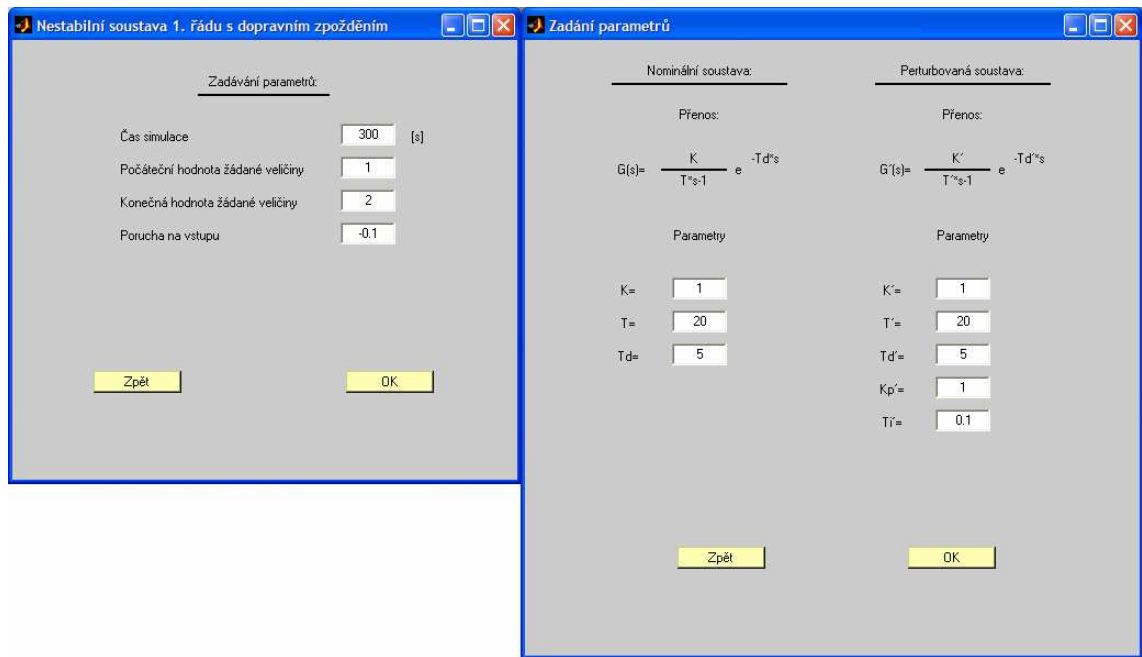 Nestabilní soustava 1. řádu s dopravním zpožděním
Zadávání parametrů:
Čas simulace 300 [s]
Počáteční hodnota žádané veličiny 1
Konečná hodnota žádané veličiny 2
Porucha na vstupu -0.1
Zpět OK
Zadání parametrů
Nominální soustava: Perturbovaná soustava:
Přenos: Přenos:
K -Td*s K´ -Td´*s
G(s)= e G´(s)= e
T*s-1 T´*s-1
Parametry Parametry
K= 1 K´= 1
T= 20 T´= 20
Td= 5 Td´= 5
Kp´= 1
Ti´= 0.1
Zpět OK